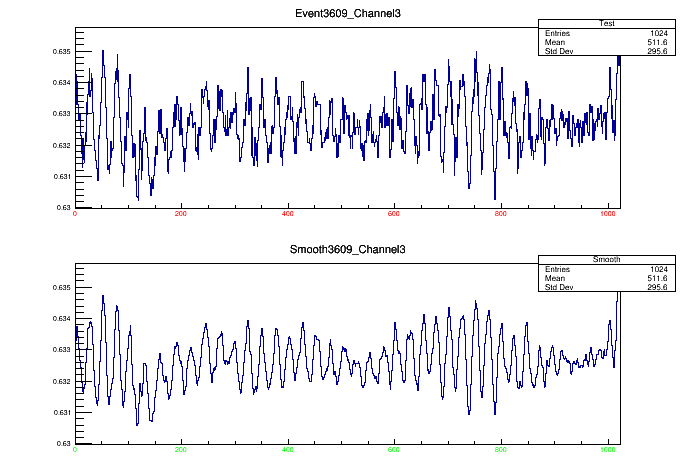 Event3609_Channel3
Test
Entries 1024
Mean 511.6
Std Dev 295.6
0.635
0.634
0.633
0.632
0.631
0.63
0 200 400 600 800 1000
Smooth3609_Channel3
Smooth
Entries 1024
Mean 511.6
Std Dev 295.6
0.635
0.634
0.633
0.632
0.631
0.63
0 200 400 600 800 1000